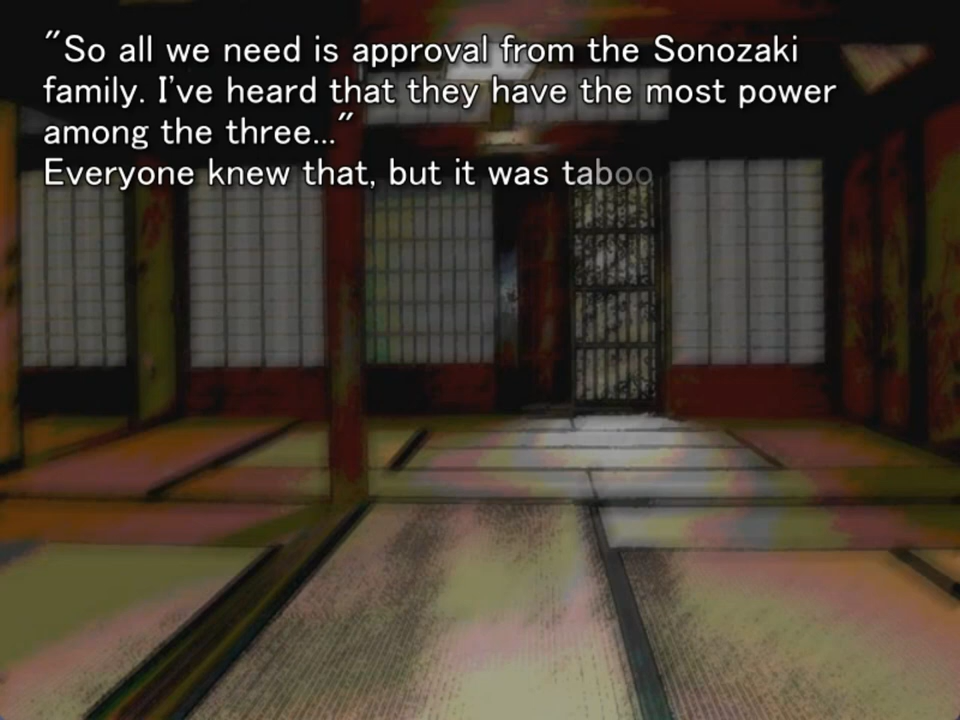 "So all we need is approval from the Sonozaki
family. I've heard that they have the most power
among the three..."
Everyone knew that, but it was taboo